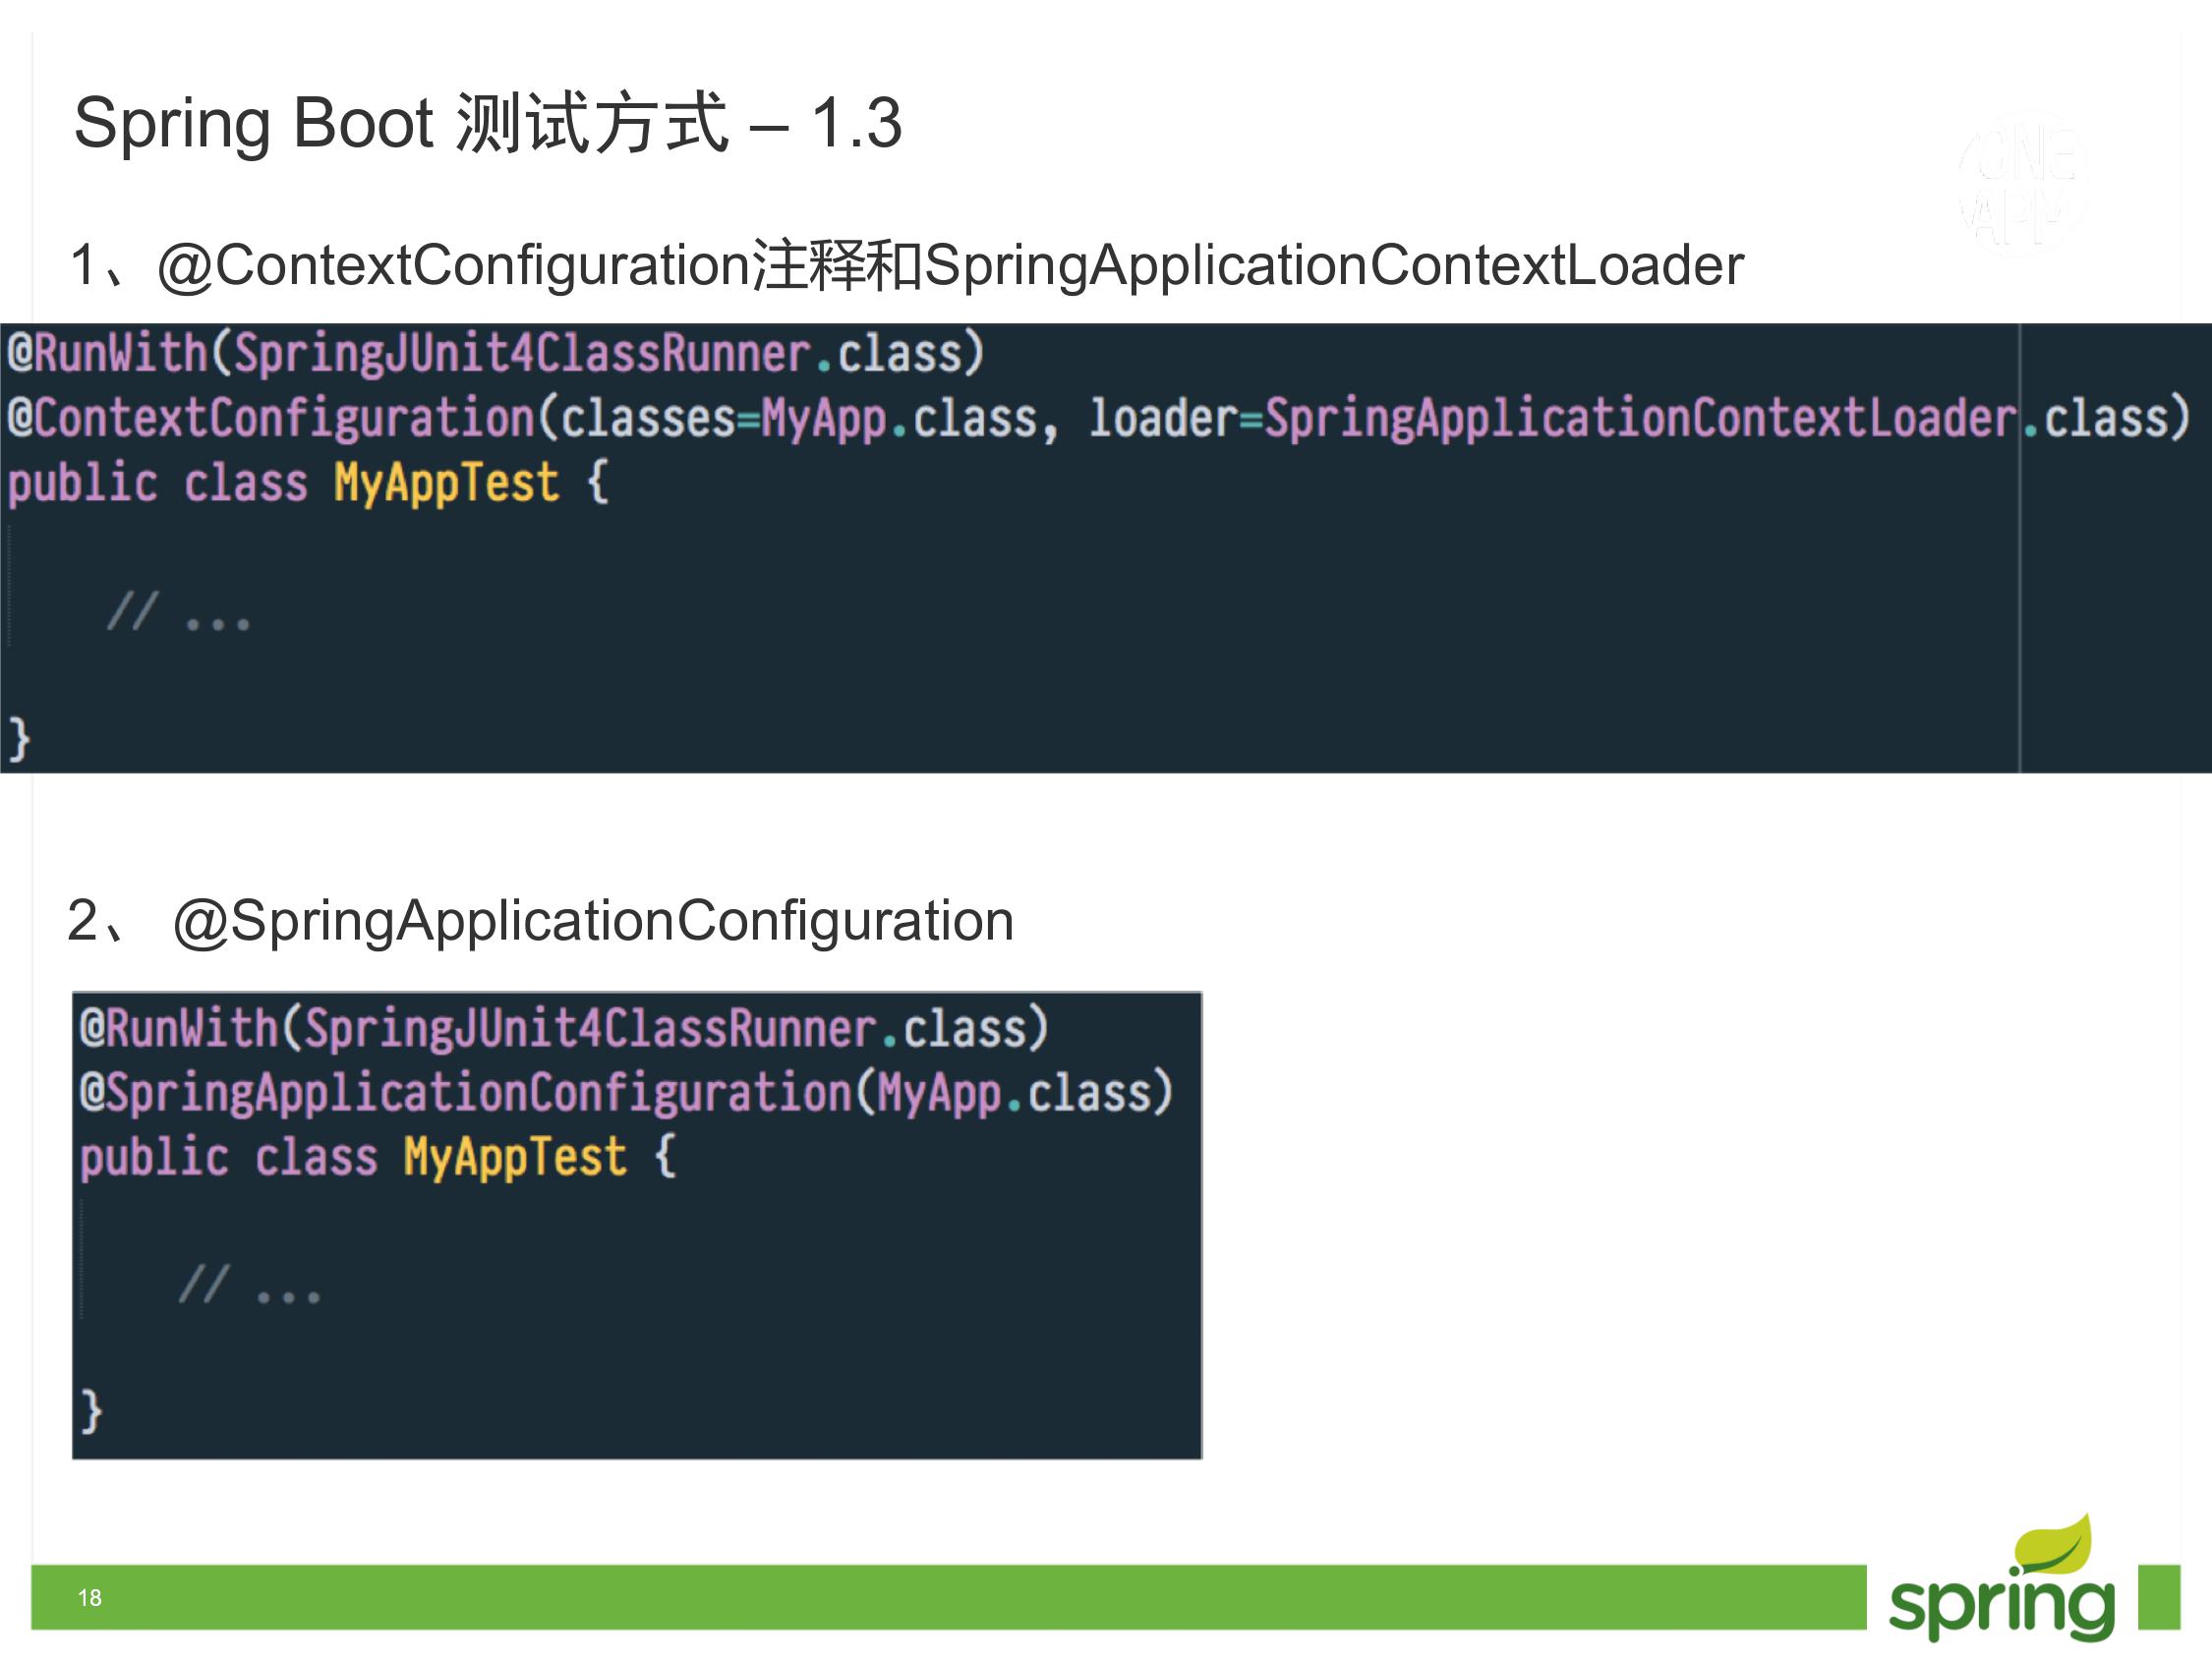 Spring Boot 测试方式 – 1.3
ONE
APM
1、@ContextConfiguration注释和SpringApplicationContextLoader
@RunWith(SpringJUnit4ClassRunner.class)
@ContextConfiguration(classes=MyApp.class, loader=SpringApplicationContextLoader.class)
public class MyAppTest {
// ...
}
2、 @SpringApplicationConfiguration
@RunWith(SpringJUnit4ClassRunner.class)
@SpringApplicationConfiguration(MyApp.class)
public class MyAppTest {
// ...
}
18
spring